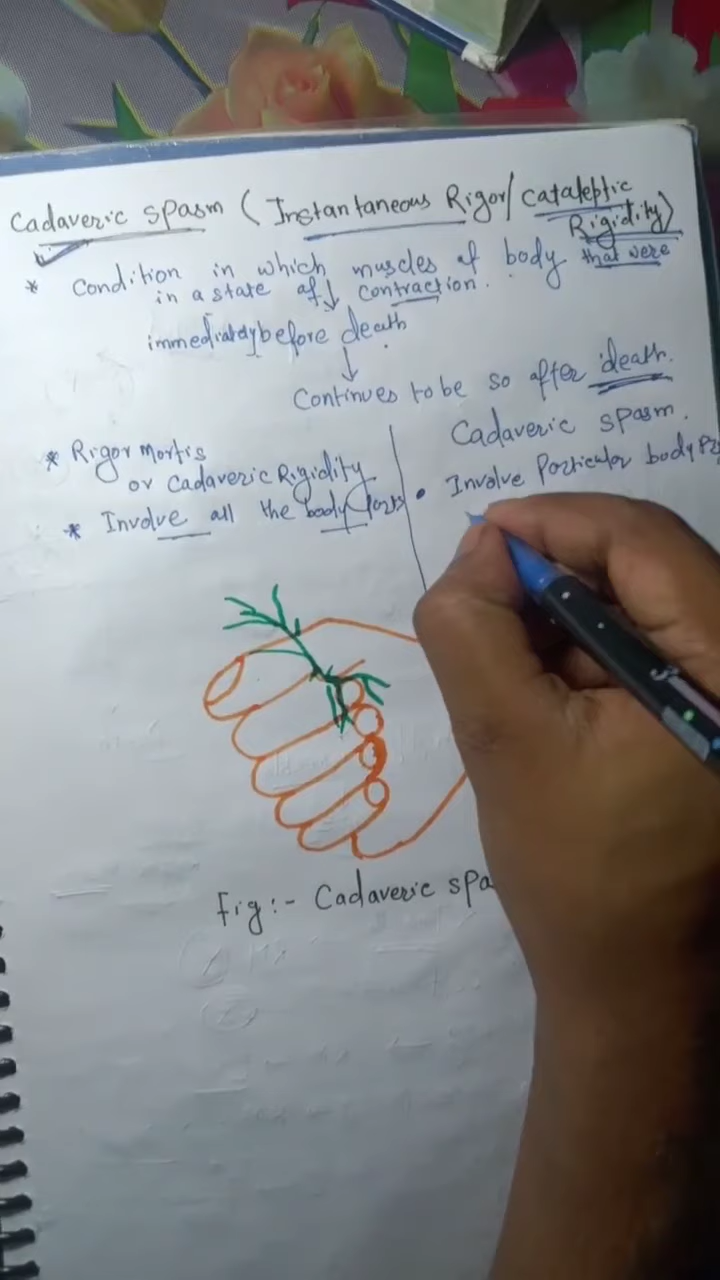 Cadaveric spasm (Instantaneous Rigor/ cataleptic
Rigidity)
* Condition in which muscles of body that were
in a state of contraction.
↓
immediately before death
↓
Continues to be so after death.
* Rigor Mortis
or Cadaveric Rigidity
* Involve all the body Parts
Cadaveric spasm.
• Involve Particular body
Fig:- Cadaveric spa